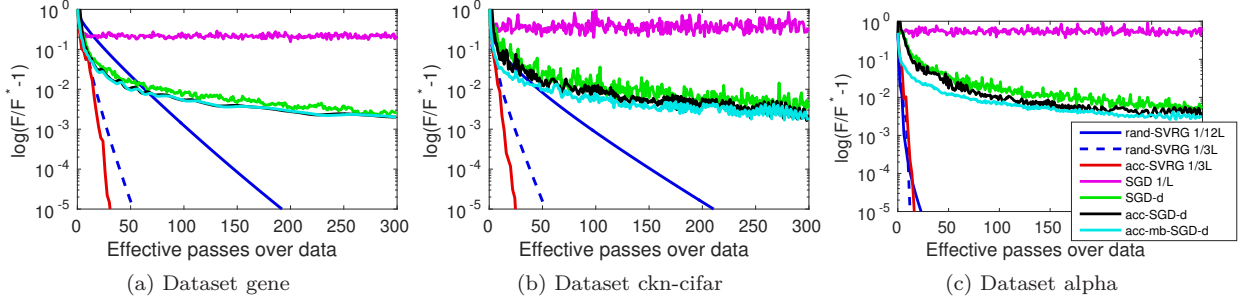 log(F/F* -1)
10^0
10^-1
10^-2
10^-3
10^-4
10^-5
0 50 100 150 200 250 300
Effective passes over data
(a) Dataset gene
log(F/F* -1)
10^0
10^-1
10^-2
10^-3
10^-4
10^-5
0 50 100 150 200 250 300
Effective passes over data
(b) Dataset ckn-cifar
log(F/F* -1)
10^0
10^-1
10^-2
10^-3
10^-4
10^-5
0 50 100 150 200
Effective passes over data
rand-SVRG 1/12L
rand-SVRG 1/3L
acc-SVRG 1/3L
SGD 1/L
SGD-d
acc-SGD-d
acc-mb-SGD-d
(c) Dataset alpha